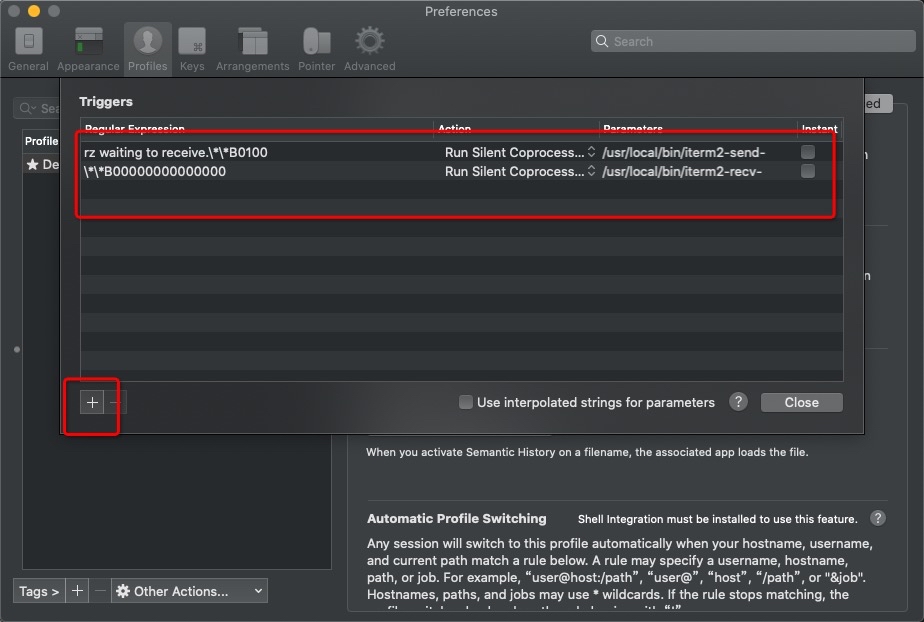 Preferences
General Appearance Profiles Keys Arrangements Pointer Advanced
Search
Triggers
Regular Expression Action Parameters Instant
rz waiting to receive.\*\*B0100 Run Silent Coprocess... /usr/local/bin/iterm2-send-
\*\*B00000000000000 Run Silent Coprocess... /usr/local/bin/iterm2-recv-
Sea
ed
Profile
De
Use interpolated strings for parameters ? Close
When you activate Semantic History on a filename, the associated app loads the file.
Automatic Profile Switching Shell Integration must be installed to use this feature. ?
Any session will switch to this profile automatically when your hostname, username,
and current path match a rule below. A rule may specify a username, hostname,
path, or job. For example, “user@host:/path”, “user@”, “host”, “/path”, or "&job".
Hostnames, paths, and jobs may use * wildcards. If the rule stops matching, the
Tags > + — Other Actions...